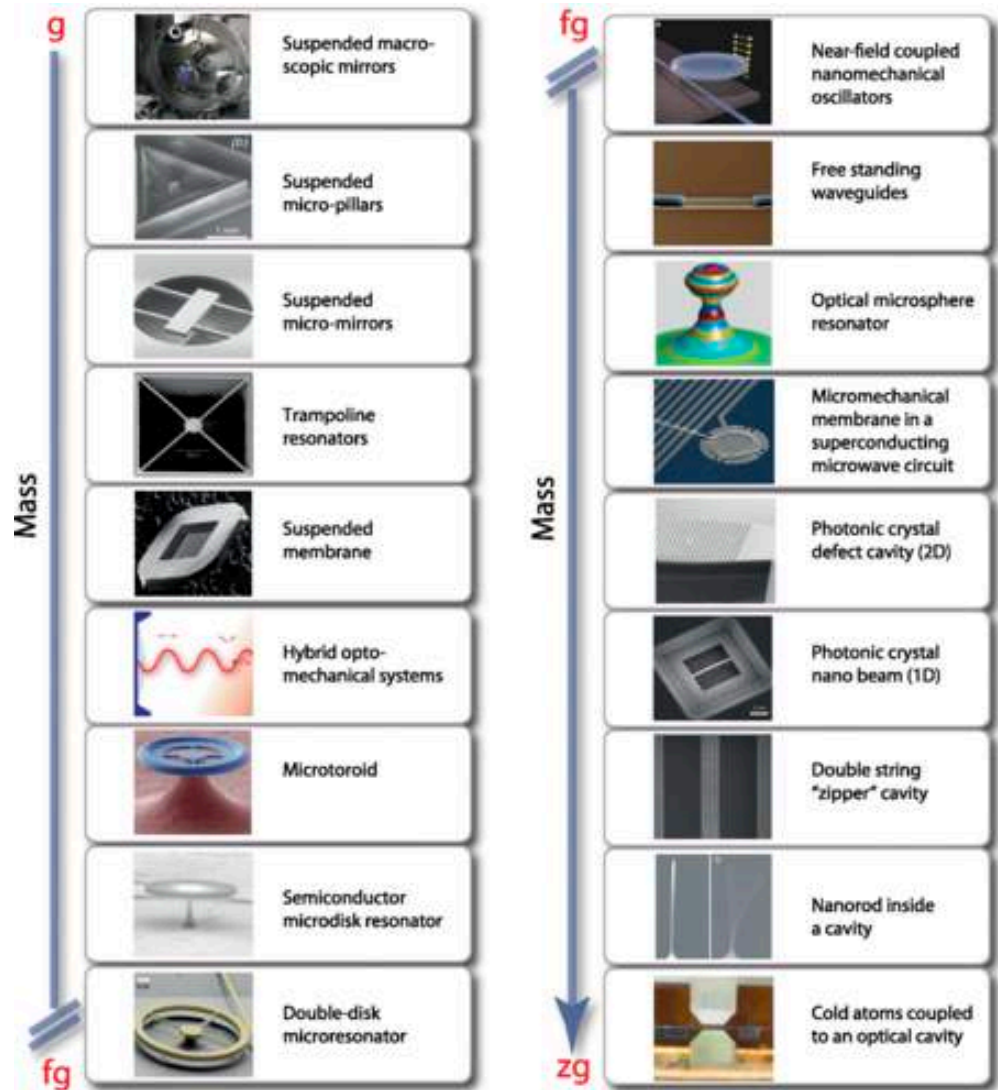 g
Suspended macro-
scopic mirrors
Suspended
micro-pillars
Suspended
micro-mirrors
Trampoline
resonators
Mass
Suspended
membrane
Hybrid opto-
mechanical systems
Microtoroid
Semiconductor
microdisk resonator
Double-disk
microresonator
fg
fg
Near-field coupled
nanomechanical
oscillators
Free standing
waveguides
Optical microsphere
resonator
Micromechanical
membrane in a
superconducting
microwave circuit
Mass
Photonic crystal
defect cavity (2D)
Photonic crystal
nano beam (1D)
Double string
"zipper" cavity
Nanorod inside
a cavity
Cold atoms coupled
to an optical cavity
zg